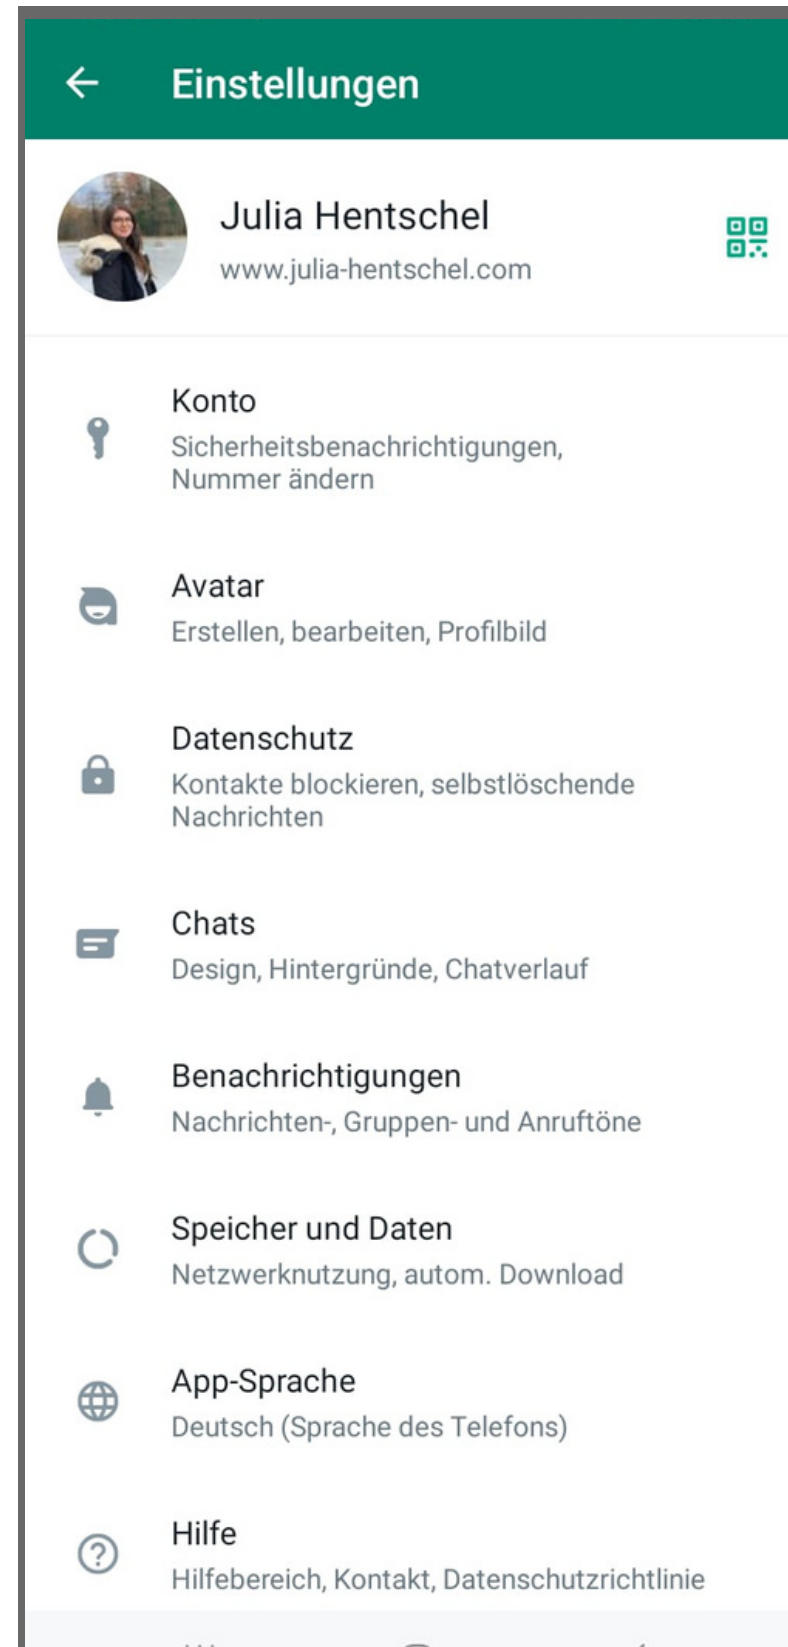 Einstellungen
Julia Hentschel
www.julia-hentschel.com
Konto
Sicherheitsbenachrichtigungen,
Nummer ändern
Avatar
Erstellen, bearbeiten, Profilbild
Datenschutz
Kontakte blockieren, selbstlöschende
Nachrichten
Chats
Design, Hintergründe, Chatverlauf
Benachrichtigungen
Nachrichten-, Gruppen- und Anruftöne
Speicher und Daten
Netzwerknutzung, autom. Download
App-Sprache
Deutsch (Sprache des Telefons)
Hilfe
Hilfebereich, Kontakt, Datenschutzrichtlinie